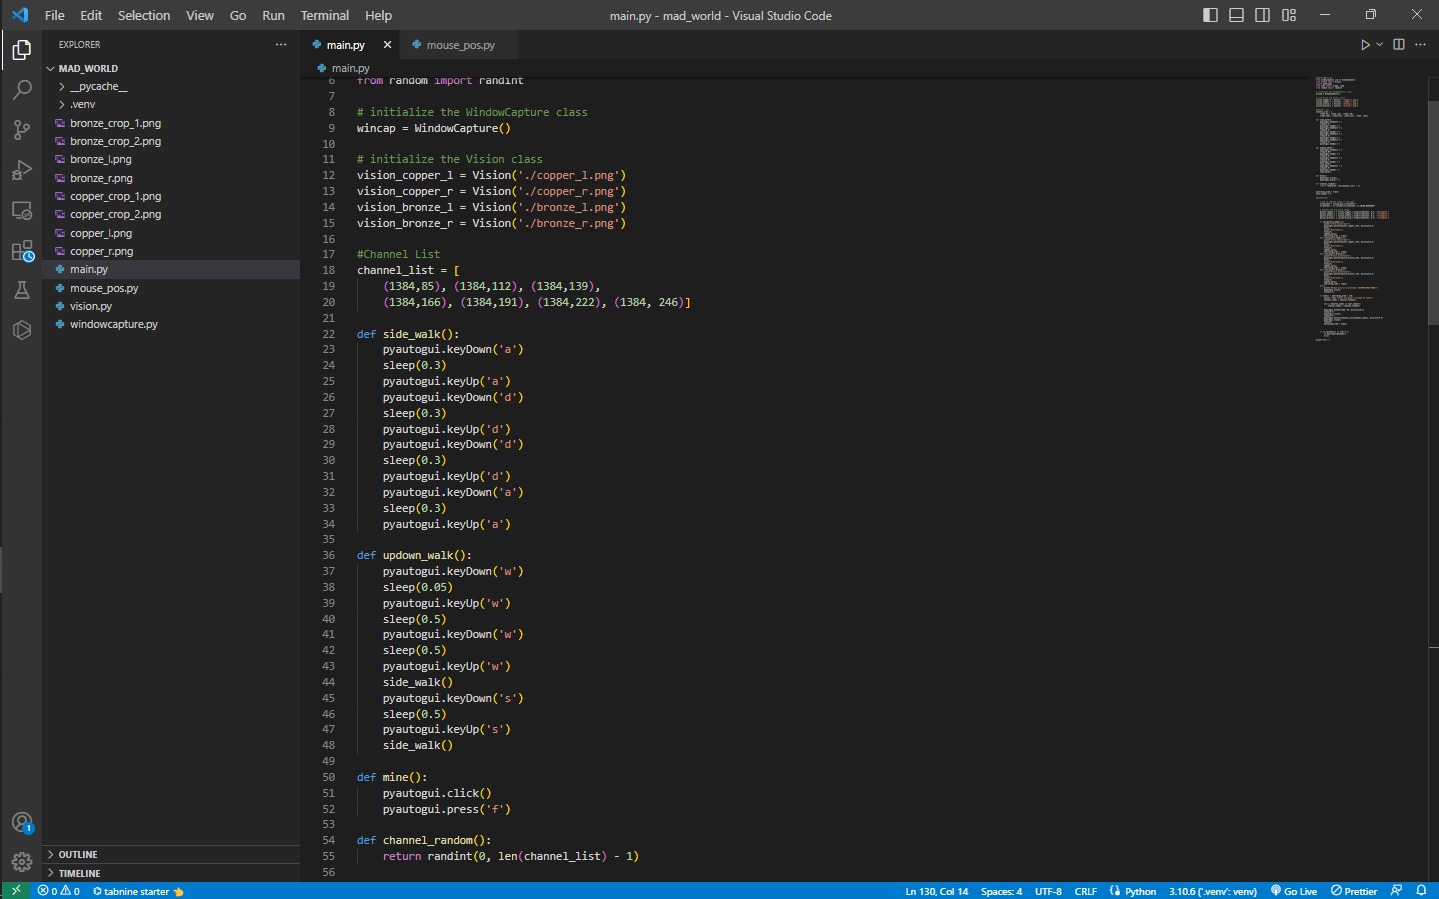 File Edit Selection View Go Run Terminal Help main.py - mad_world - Visual Studio Code
EXPLORER
MAD_WORLD
__pycache__
.venv
bronze_crop_1.png
bronze_crop_2.png
bronze_l.png
bronze_r.png
copper_crop_1.png
copper_crop_2.png
copper_l.png
copper_r.png
main.py
mouse_pos.py
vision.py
windowcapture.py
OUTLINE
TIMELINE
main.py mouse_pos.py
main.py
6 from random import randint
7
8 # initialize the WindowCapture class
9 wincap = WindowCapture()
10
11 # initialize the Vision class
12 vision_copper_l = Vision('./copper_l.png')
13 vision_copper_r = Vision('./copper_r.png')
14 vision_bronze_l = Vision('./bronze_l.png')
15 vision_bronze_r = Vision('./bronze_r.png')
16
17 #Channel List
18 channel_list = [
19 (1384,85), (1384,112), (1384,139),
20 (1384,166), (1384,191), (1384,222), (1384, 246)]
21
22 def side_walk():
23 pyautogui.keyDown('a')
24 sleep(0.3)
25 pyautogui.keyUp('a')
26 pyautogui.keyDown('d')
27 sleep(0.3)
28 pyautogui.keyUp('d')
29 pyautogui.keyDown('d')
30 sleep(0.3)
31 pyautogui.keyUp('d')
32 pyautogui.keyDown('a')
33 sleep(0.3)
34 pyautogui.keyUp('a')
35
36 def updown_walk():
37 pyautogui.keyDown('w')
38 sleep(0.05)
39 pyautogui.keyUp('w')
40 sleep(0.5)
41 pyautogui.keyDown('w')
42 sleep(0.5)
43 pyautogui.keyUp('w')
44 side_walk()
45 pyautogui.keyDown('s')
46 sleep(0.5)
47 pyautogui.keyUp('s')
48 side_walk()
49
50 def mine():
51 pyautogui.click()
52 pyautogui.press('f')
53
54 def channel_random():
55 return randint(0, len(channel_list) - 1)
56
1
0 0 tabnine starter 👈 Ln 130, Col 14 Spaces: 4 UTF-8 CRLF Python 3.10.6 ('.venv': venv) Go Live Prettier